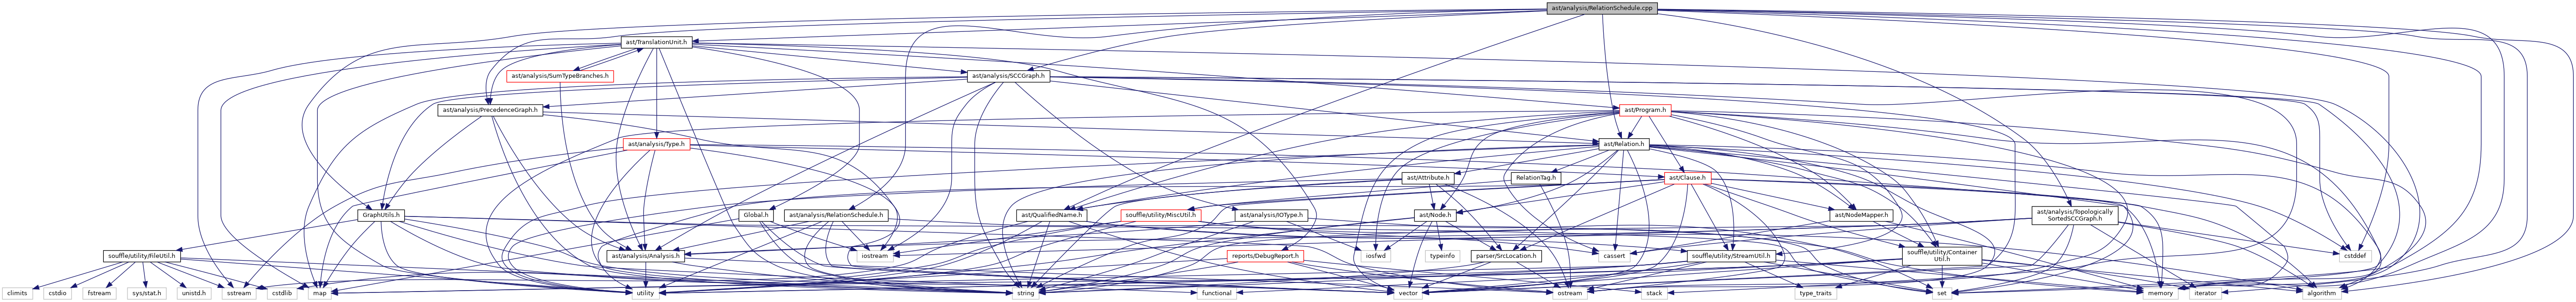 ast/analysis/RelationSchedule.cpp
ast/TranslationUnit.h
ast/analysis/SumTypeBranches.h
ast/analysis/SCCGraph.h
ast/analysis/PrecedenceGraph.h
ast/Program.h
ast/analysis/Type.h
ast/Relation.h
ast/Attribute.h
RelationTag.h
ast/Clause.h
GraphUtils.h
Global.h
ast/analysis/RelationSchedule.h
ast/QualifiedName.h
souffle/utility/MiscUtil.h
ast/analysis/IOType.h
ast/Node.h
ast/NodeMapper.h
ast/analysis/Topologically
SortedSCCGraph.h
souffle/utility/FileUtil.h
ast/analysis/Analysis.h
iostream
reports/DebugReport.h
iosfwd
typeinfo
parser/SrcLocation.h
cassert
souffle/utility/StreamUtil.h
souffle/utility/Container
Util.h
cstddef
climits
cstdio
fstream
sys/stat.h
unistd.h
sstream
cstdlib
map
utility
string
functional
vector
ostream
stack
type_traits
set
memory
iterator
algorithm